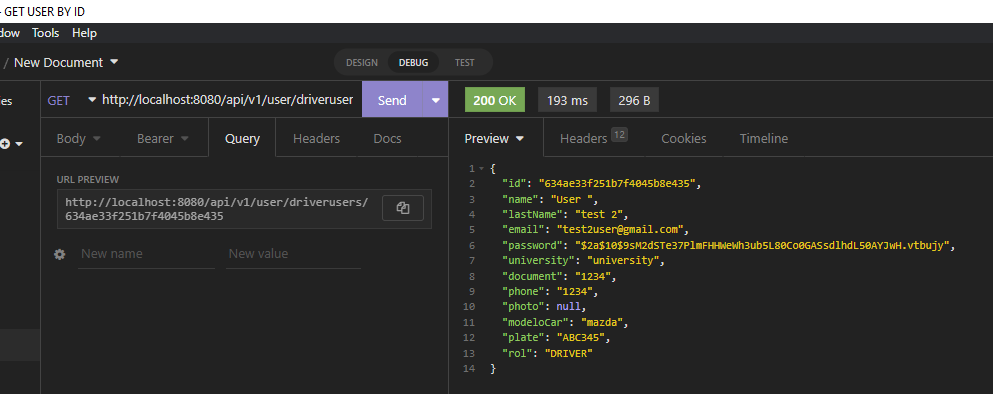 - GET USER BY ID
dow Tools Help
/ New Document
DESIGN DEBUG TEST
ies
GET http://localhost:8080/api/v1/user/driveruser Send
200 OK 193 ms 296 B
Body Bearer Query Headers Docs
Preview Headers 12 Cookies Timeline
URL PREVIEW
http://localhost:8080/api/v1/user/driverusers/
634ae33f251b7f4045b8e435
New name New value
1 {
2 "id": "634ae33f251b7f4045b8e435",
3 "name": "User ",
4 "lastName": "test 2",
5 "email": "test2user@gmail.com",
6 "password": "$2a$10$9sM2dSTe37PlmFHHWeWh3ub5L80Co0GASsdlhdL50AYJwH.vtbujy",
7 "university": "university",
8 "document": "1234",
9 "phone": "1234",
10 "photo": null,
11 "modeloCar": "mazda",
12 "plate": "ABC345",
13 "rol": "DRIVER"
14 }